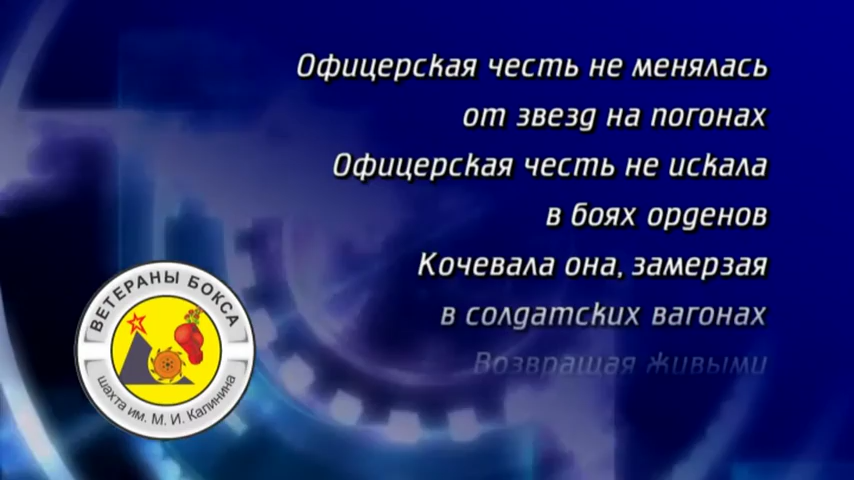 Офицерская честь не менялась
от звезд на погонах
Офицерская честь не искала
в боях орденов
Кочевала она, замерзая
в солдатских вагонах
Возвращая живыми
ВЕТЕРАНЫ БОКСА
шахта им. М. И. Калинина